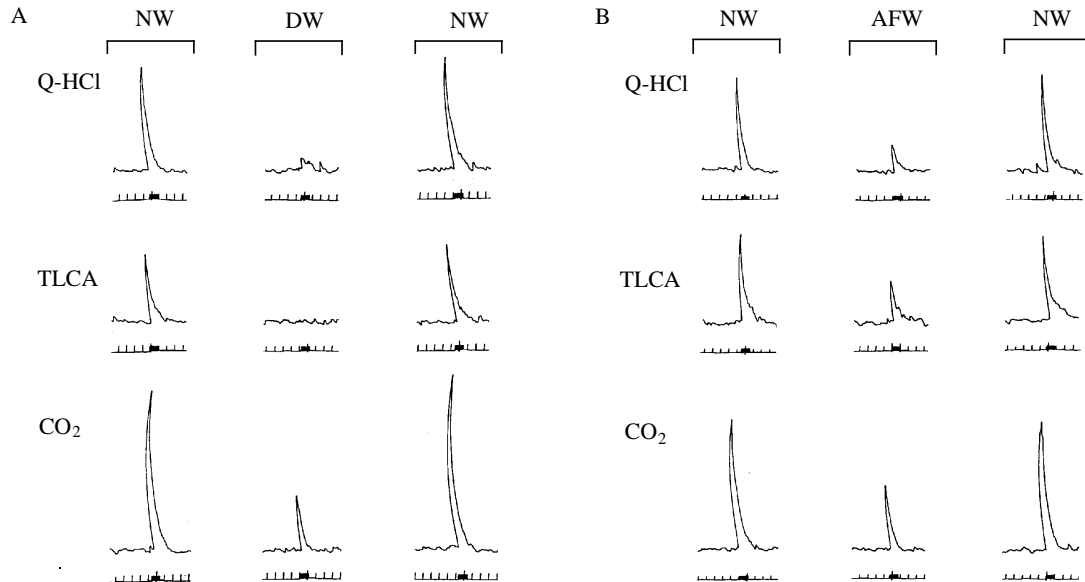 A NW DW NW
Q-HCl
TLCA
CO₂
B NW AFW NW
Q-HCl
TLCA
CO₂